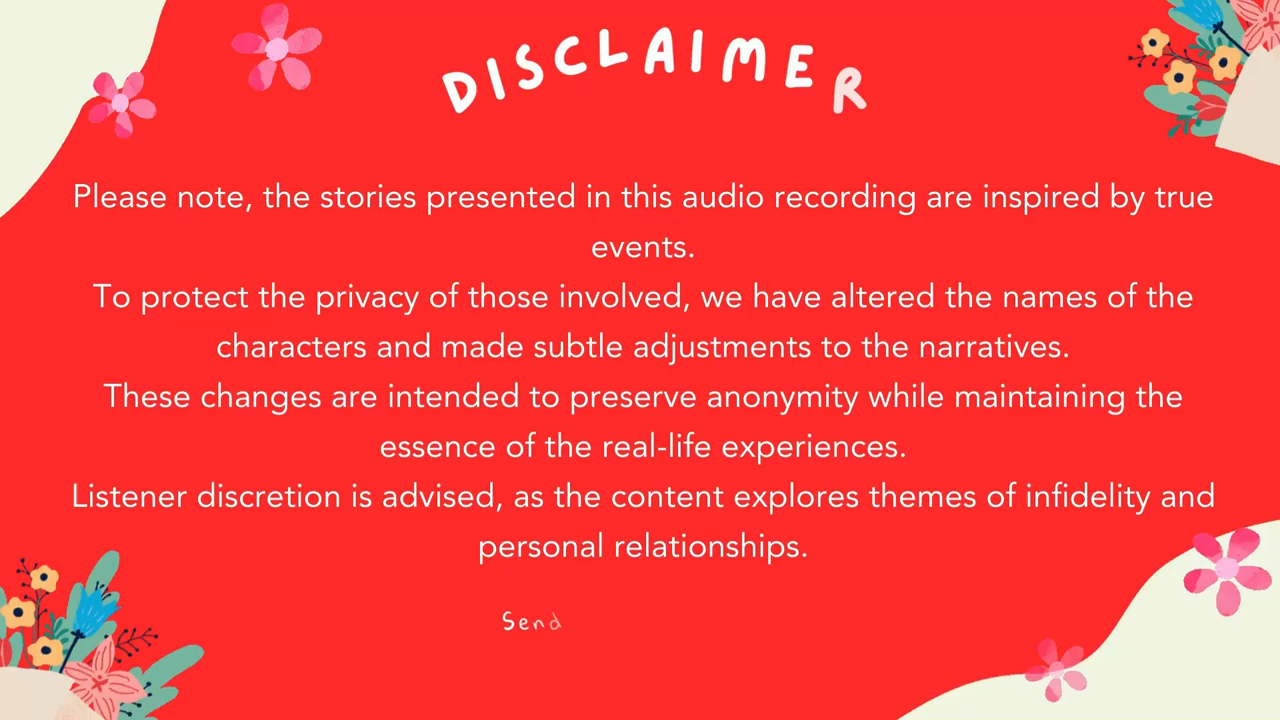 DISCLAIMER
Please note, the stories presented in this audio recording are inspired by true
events.
To protect the privacy of those involved, we have altered the names of the
characters and made subtle adjustments to the narratives.
These changes are intended to preserve anonymity while maintaining the
essence of the real-life experiences.
Listener discretion is advised, as the content explores themes of infidelity and
personal relationships.
Send